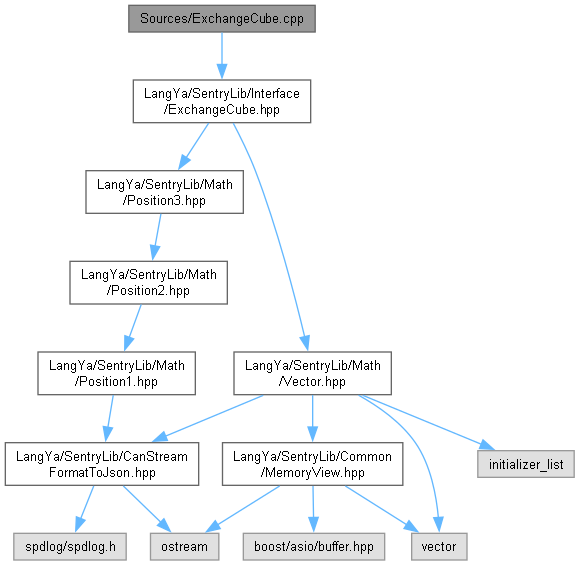 Sources/ExchangeCube.cpp
LangYa/SentryLib/Interface
/ExchangeCube.hpp
LangYa/SentryLib/Math
/Position3.hpp
LangYa/SentryLib/Math
/Position2.hpp
LangYa/SentryLib/Math
/Position1.hpp
LangYa/SentryLib/Math
/Vector.hpp
LangYa/SentryLib/CanStream
FormatToJson.hpp
LangYa/SentryLib/Common
/MemoryView.hpp
initializer_list
spdlog/spdlog.h
ostream
boost/asio/buffer.hpp
vector